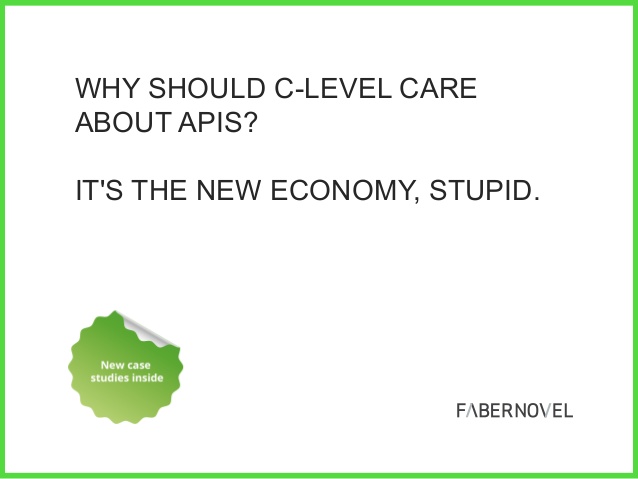 WHY SHOULD C-LEVEL CARE
ABOUT APIS?
IT'S THE NEW ECONOMY, STUPID.
New case
studies inside
FABERNOVEL